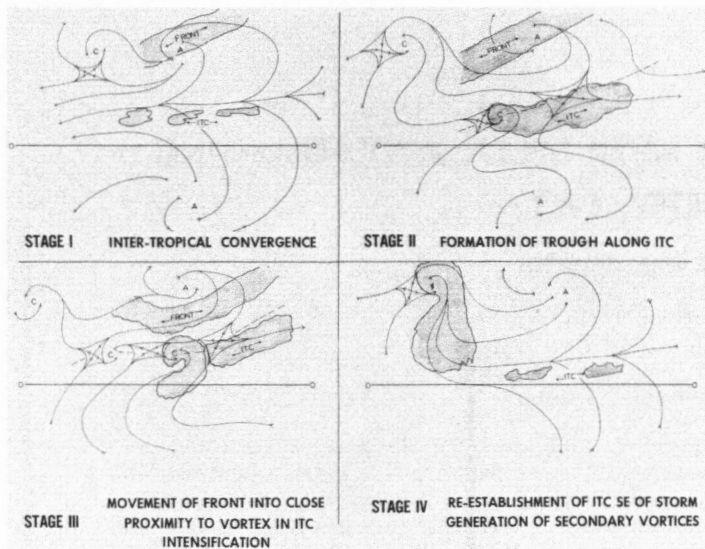 C
FRONT
A
ITC
A
STAGE I INTER-TROPICAL CONVERGENCE
C
FRONT
A
C
ITC
A
STAGE II FORMATION OF TROUGH ALONG ITC
C
A
FRONT
C
C
ITC
STAGE III
MOVEMENT OF FRONT INTO CLOSE
PROXIMITY TO VORTEX IN ITC
INTENSIFICATION
A
ITC
STAGE IV
RE-ESTABLISHMENT OF ITC SE OF STORM
GENERATION OF SECONDARY VORTICES